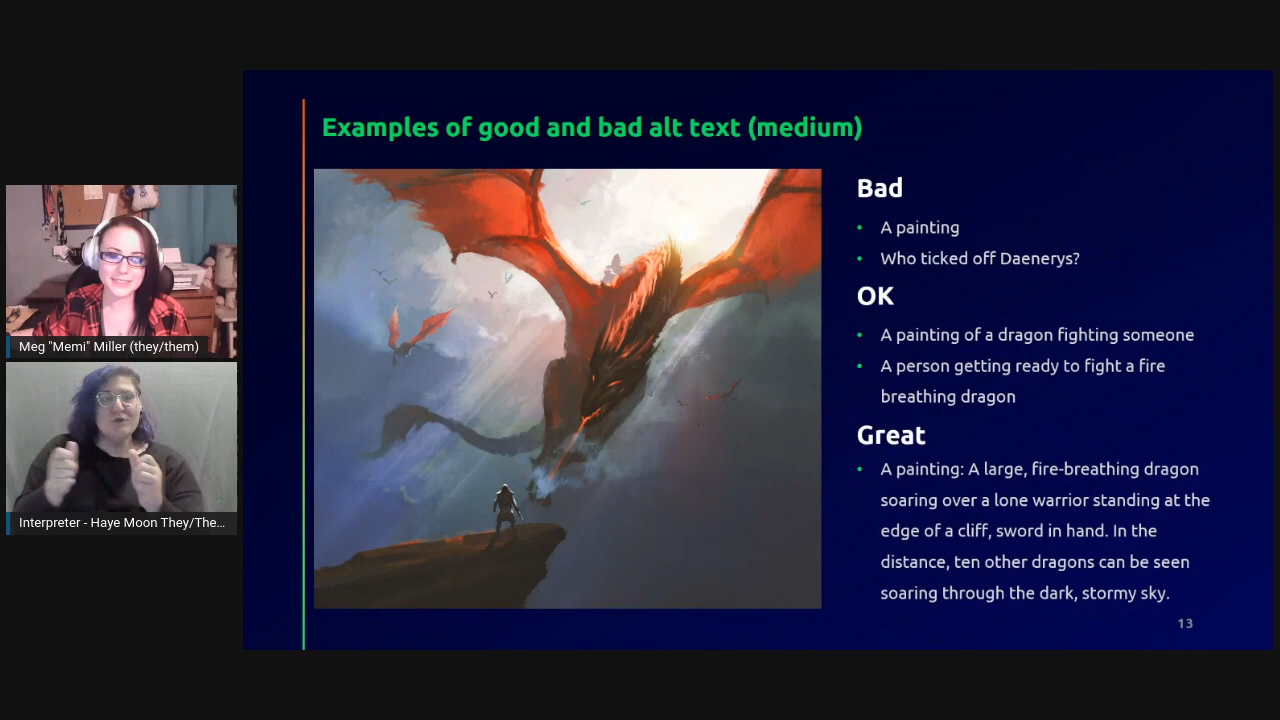 Examples of good and bad alt text (medium)
Bad
• A painting
• Who ticked off Daenerys?
OK
• A painting of a dragon fighting someone
• A person getting ready to fight a fire
breathing dragon
Great
• A painting: A large, fire-breathing dragon
soaring over a lone warrior standing at the
edge of a cliff, sword in hand. In the
distance, ten other dragons can be seen
soaring through the dark, stormy sky.
13
Meg "Memi" Miller (they/them)
Interpreter - Haye Moon They/The...